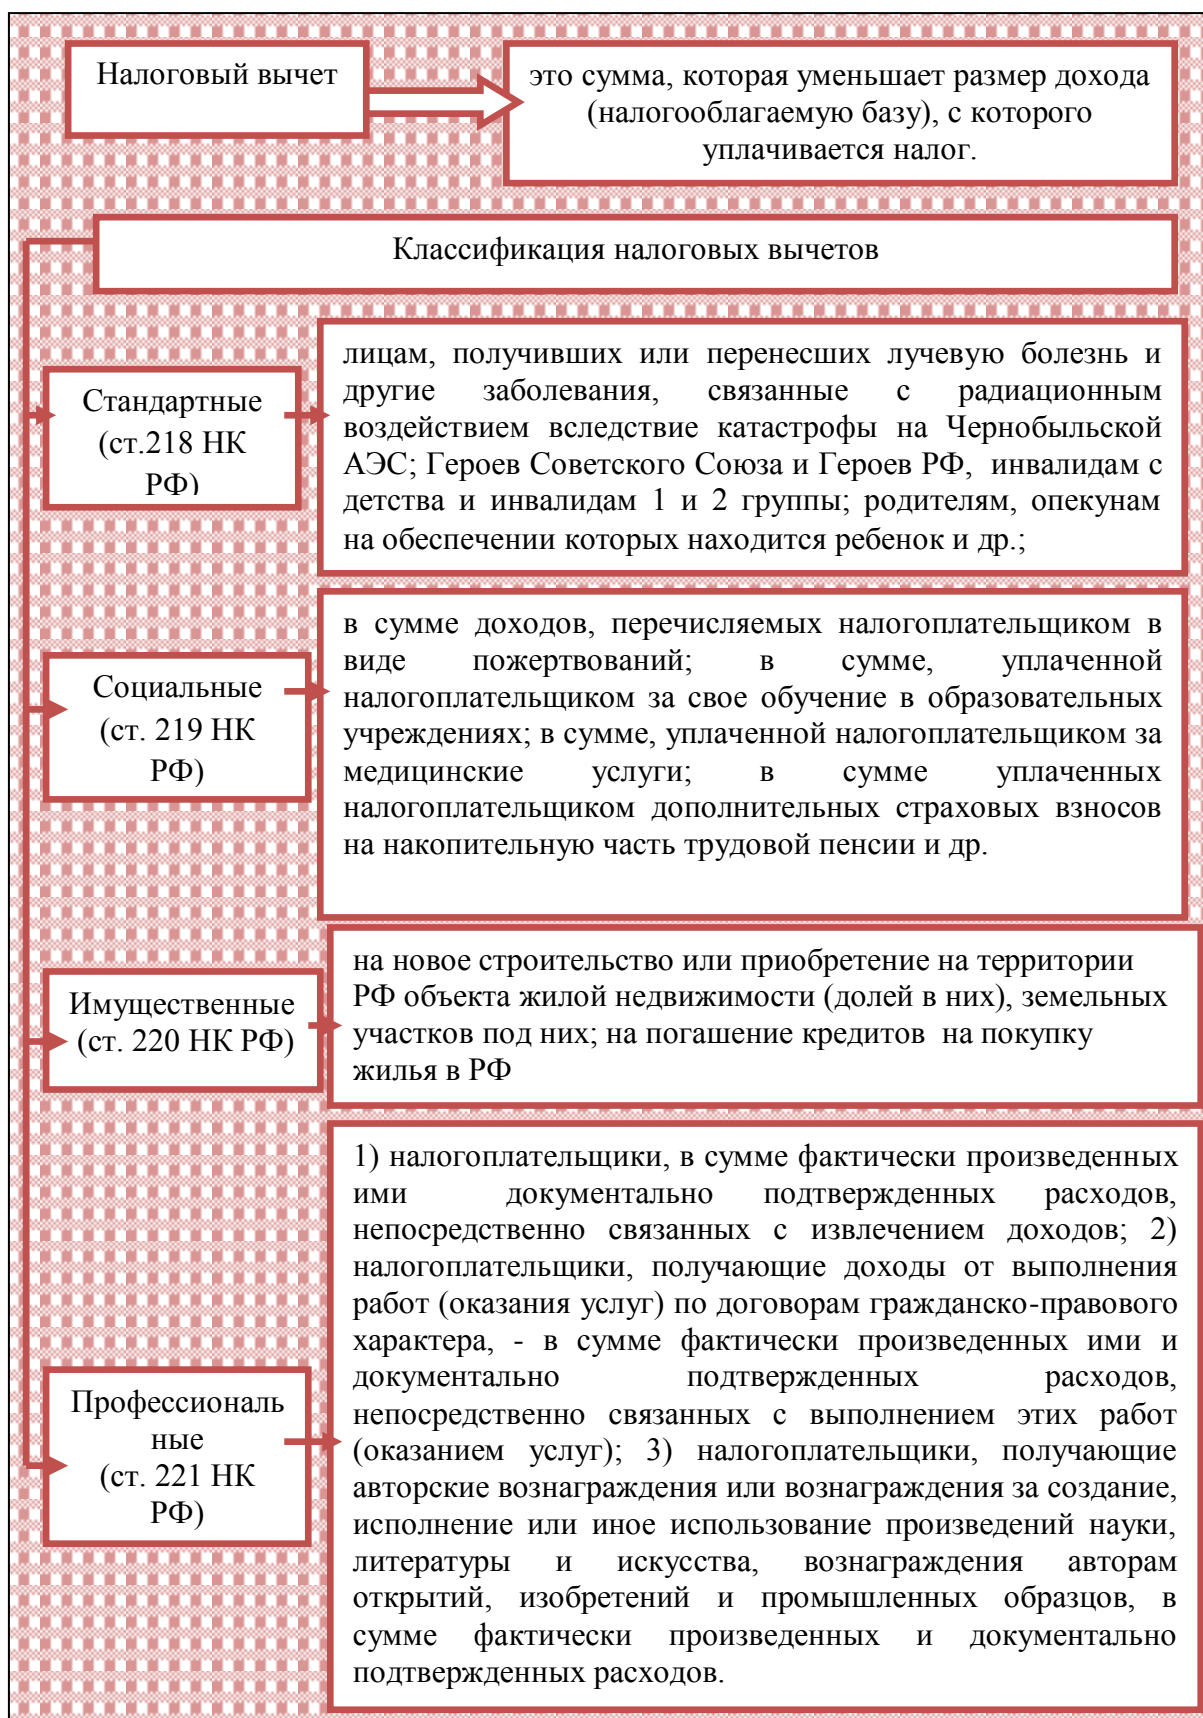 Налоговый вычет
это сумма, которая уменьшает размер дохода
(налогооблагаемую базу), с которого
уплачивается налог.
Классификация налоговых вычетов
Стандартные
(ст.218 НК
РФ)
лицам, получивших или перенесших лучевую болезнь и
другие заболевания, связанные с радиационным
воздействием вследствие катастрофы на Чернобыльской
АЭС; Героев Советского Союза и Героев РФ, инвалидам с
детства и инвалидам 1 и 2 группы; родителям, опекунам
на обеспечении которых находится ребенок и др.;
Социальные
(ст. 219 НК
РФ)
в сумме доходов, перечисляемых налогоплательщиком в
виде пожертвований; в сумме, уплаченной
налогоплательщиком за свое обучение в образовательных
учреждениях; в сумме, уплаченной налогоплательщиком за
медицинские услуги; в сумме уплаченных
налогоплательщиком дополнительных страховых взносов
на накопительную часть трудовой пенсии и др.
Имущественные
(ст. 220 НК РФ)
на новое строительство или приобретение на территории
РФ объекта жилой недвижимости (долей в них), земельных
участков под них; на погашение кредитов на покупку
жилья в РФ
Профессиональ
ные
(ст. 221 НК
РФ)
1) налогоплательщики, в сумме фактически произведенных
ими документально подтвержденных расходов,
непосредственно связанных с извлечением доходов; 2)
налогоплательщики, получающие доходы от выполнения
работ (оказания услуг) по договорам гражданско-правового
характера, - в сумме фактически произведенных ими и
документально подтвержденных расходов,
непосредственно связанных с выполнением этих работ
(оказанием услуг); 3) налогоплательщики, получающие
авторские вознаграждения или вознаграждения за создание,
исполнение или иное использование произведений науки,
литературы и искусства, вознаграждения авторам
открытий, изобретений и промышленных образцов, в
сумме фактически произведенных и документально
подтвержденных расходов.